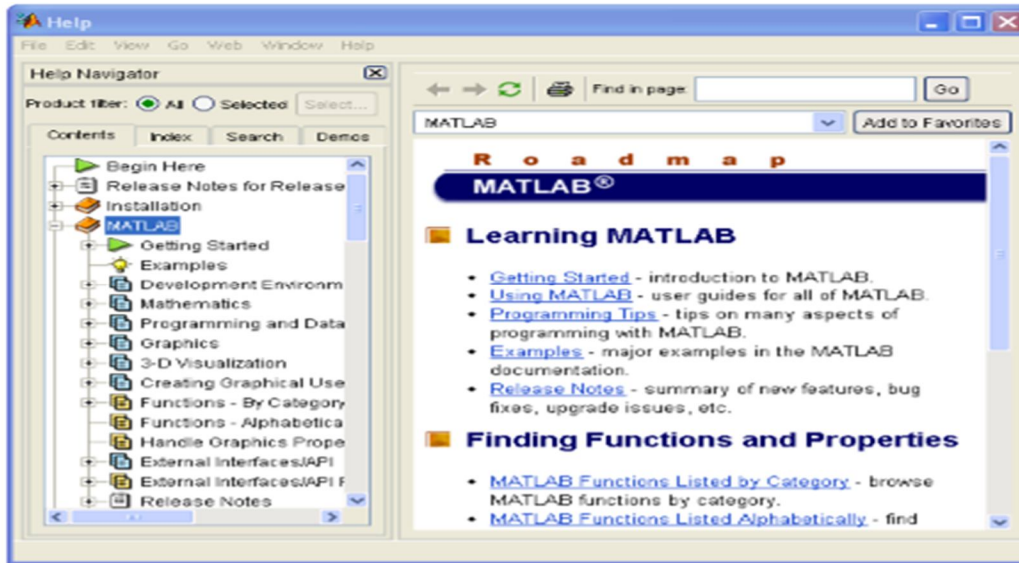 Help
File Edit View Go Web Window Help
Help Navigator
Product filter: All Selected Select...
Contents Index Search Demos
Begin Here
Release Notes for Release
Installation
MATLAB
Getting Started
Examples
Development Environm
Mathematics
Programming and Data
Graphics
3-D Visualization
Creating Graphical Use
Functions - By Category
Functions - Alphabetica
Handle Graphics Prope
External Interfaces/API
External Interfaces/API F
Release Notes
Find in page: Go
MATLAB Add to Favorites
Roadmap
MATLAB®
Learning MATLAB
• Getting Started - introduction to MATLAB.
• Using MATLAB - user guides for all of MATLAB.
• Programming Tips - tips on many aspects of
programming with MATLAB.
• Examples - major examples in the MATLAB
documentation.
• Release Notes - summary of new features, bug
fixes, upgrade issues, etc.
Finding Functions and Properties
• MATLAB Functions Listed by Category - browse
MATLAB functions by category.
• MATLAB Functions Listed Alphabetically - find